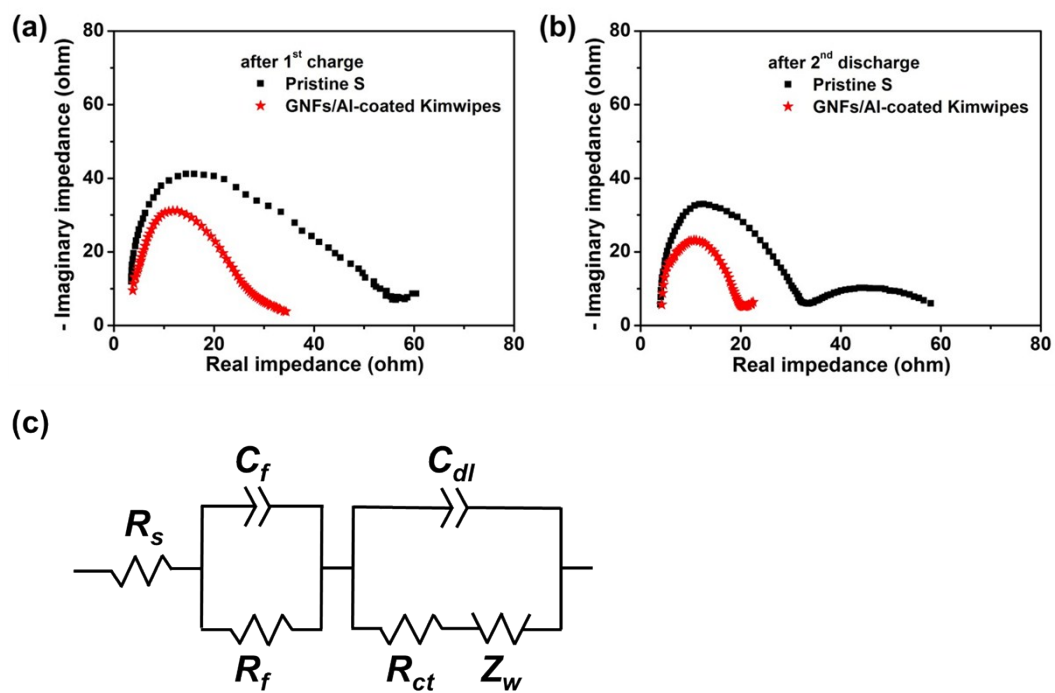 (a)
80
60
40
20
0
- Imaginary impedance (ohm)
after 1st charge
Pristine S
GNFs/Al-coated Kimwipes
0 20 40 60 80
Real impedance (ohm)
(b)
80
60
40
20
0
- Imaginary impedance (ohm)
after 2nd discharge
Pristine S
GNFs/Al-coated Kimwipes
0 20 40 60 80
Real impedance (ohm)
(c)
Cf Cdl
Rs
Rf Rct Zw